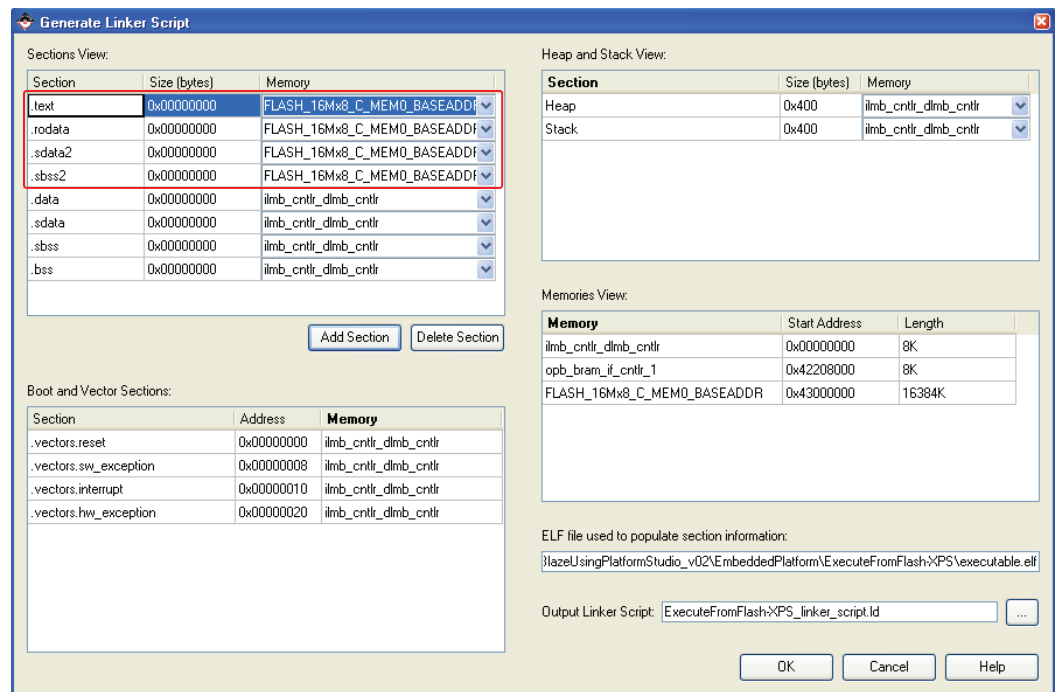 Generate Linker Script
Sections View:
Section Size (bytes) Memory
.text 0x00000000 FLASH_16Mx8_C_MEM0_BASEADDR
.rodata 0x00000000 FLASH_16Mx8_C_MEM0_BASEADDR
.sdata2 0x00000000 FLASH_16Mx8_C_MEM0_BASEADDR
.sbss2 0x00000000 FLASH_16Mx8_C_MEM0_BASEADDR
.data 0x00000000 ilmb_cntlr_dlmb_cntlr
.sdata 0x00000000 ilmb_cntlr_dlmb_cntlr
.sbss 0x00000000 ilmb_cntlr_dlmb_cntlr
.bss 0x00000000 ilmb_cntlr_dlmb_cntlr
Add Section Delete Section
Boot and Vector Sections:
Section Address Memory
.vectors.reset 0x00000000 ilmb_cntlr_dlmb_cntlr
.vectors.sw_exception 0x00000008 ilmb_cntlr_dlmb_cntlr
.vectors.interrupt 0x00000010 ilmb_cntlr_dlmb_cntlr
.vectors.hw_exception 0x00000020 ilmb_cntlr_dlmb_cntlr
Heap and Stack View:
Section Size (bytes) Memory
Heap 0x400 ilmb_cntlr_dlmb_cntlr
Stack 0x400 ilmb_cntlr_dlmb_cntlr
Memories View:
Memory Start Address Length
ilmb_cntlr_dlmb_cntlr 0x00000000 8K
opb_bram_if_cntlr_1 0x42208000 8K
FLASH_16Mx8_C_MEM0_BASEADDR 0x43000000 16384K
ELF file used to populate section information:
lazeUsingPlatformStudio_v02\EmbeddedPlatform\ExecuteFromFlash-XPS\executable.elf
Output Linker Script: ExecuteFromFlash-XPS_linker_script.ld ...
OK Cancel Help